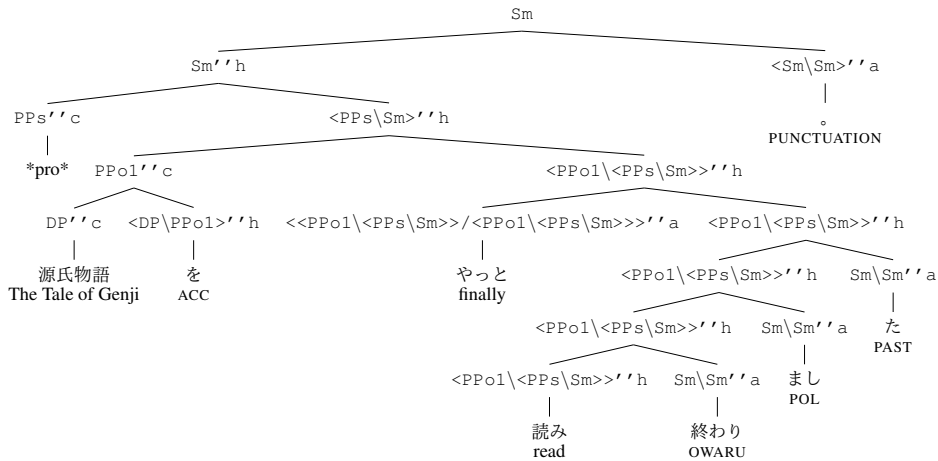 Sm
Sm’’h <Sm\Sm>’’a
PPs’’c <PPs\Sm>’’h 。
PUNCTUATION
*pro* PPo1’’c <PPo1\<PPs\Sm>>’’h
DP’’c <DP\PPo1>’’h <<PPo1\<PPs\Sm>>/<PPo1\<PPs\Sm>>>’’a <PPo1\<PPs\Sm>>’’h
源氏物語 を やっと <PPo1\<PPs\Sm>>’’h Sm\Sm’’a
The Tale of Genji ACC finally
<PPo1\<PPs\Sm>>’’h Sm\Sm’’a た
PAST
<PPo1\<PPs\Sm>>’’h Sm\Sm’’a まし
POL
読み 終わり
read OWARU